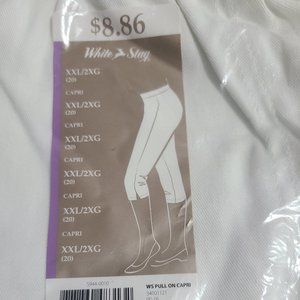 $8.86
White Stag
XXL/2XG
(20)
CAPRI
XXL/2XG
(20)
CAPRI
XXL/2XG
(20)
CAPRI
XXL/2XG
(20)
CAPRI
XXL/2XG
(20)
CAPRI
XXL/2XG
(20)
WS PULL ON CAPRI